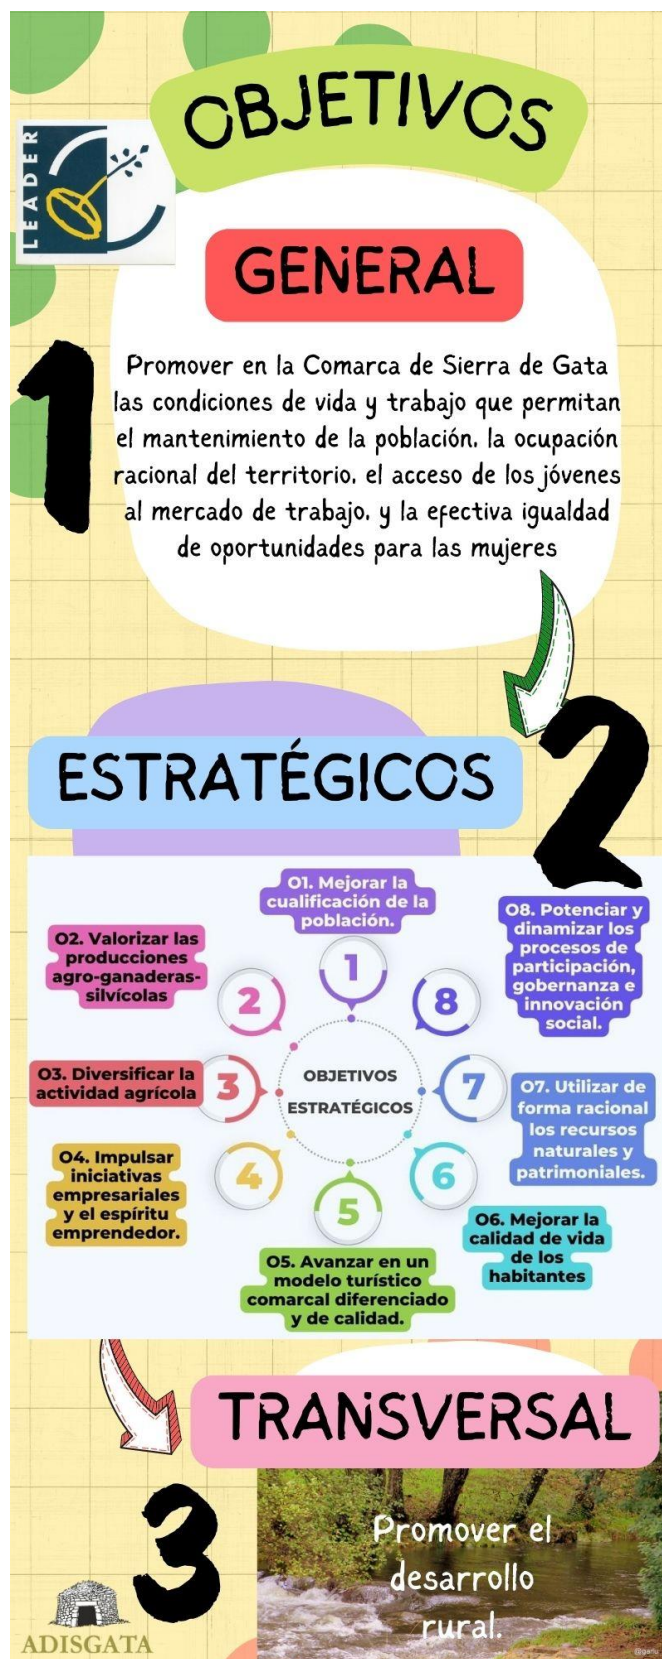 OBJETIVOS
LEADER
GENERAL
1
Promover en la Comarca de Sierra de Gata
las condiciones de vida y trabajo que permitan
el mantenimiento de la población, la ocupación
racional del territorio, el acceso de los jóvenes
al mercado de trabajo, y la efectiva igualdad
de oportunidades para las mujeres
2
ESTRATÉGICOS
O1. Mejorar la
cualificación de la
población.
O2. Valorizar las
producciones
agro-ganaderas-
silvícolas
O3. Diversificar la
actividad agrícola
O4. Impulsar
iniciativas
empresariales
y el espíritu
emprendedor.
O5. Avanzar en un
modelo turístico
comarcal diferenciado
y de calidad.
O6. Mejorar la
calidad de vida
de los
habitantes
O7. Utilizar de
forma racional
los recursos
naturales y
patrimoniales.
O8. Potenciar y
dinamizar los
procesos de
participación,
gobernanza e
innovación
social.
1
2
3
4
5
6
7
8
OBJETIVOS
ESTRATÉGICOS
TRANSVERSAL
3
Promover el
desarrollo
rural.
ADISGATA